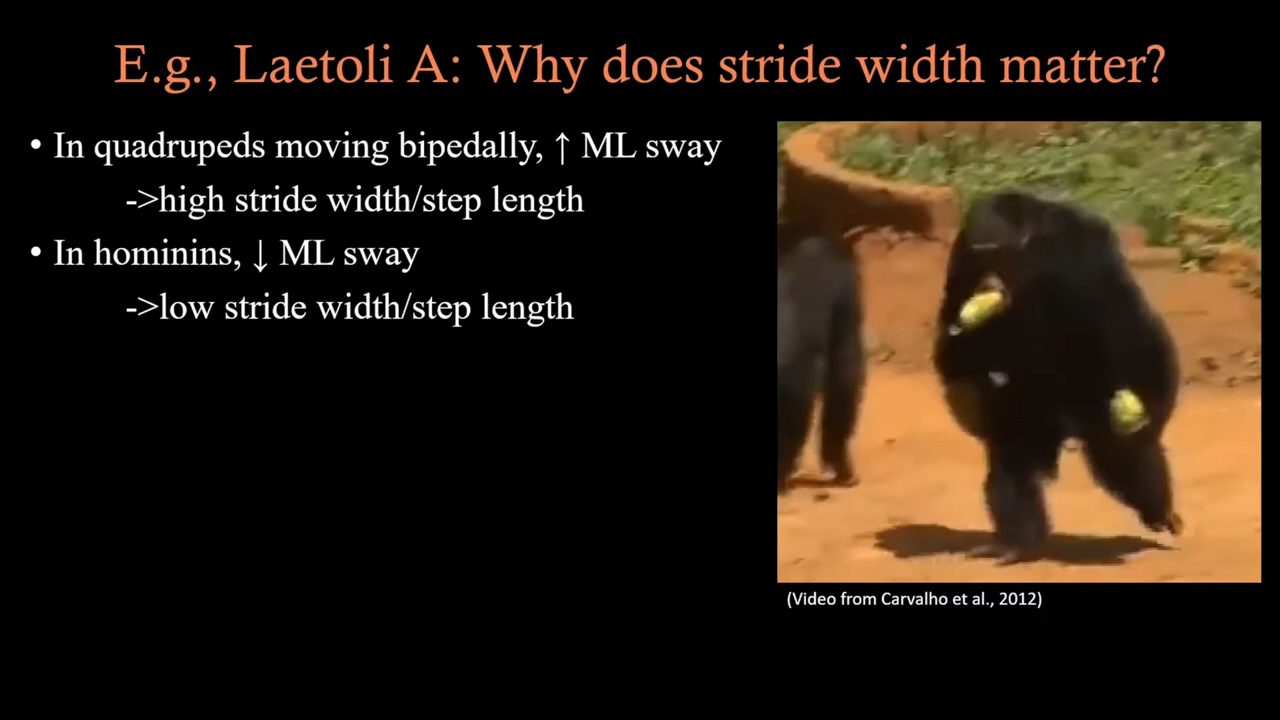 E.g., Laetoli A: Why does stride width matter?
• In quadrupeds moving bipedally, ↑ ML sway
->high stride width/step length
• In hominins, ↓ ML sway
->low stride width/step length
(Video from Carvalho et al., 2012)